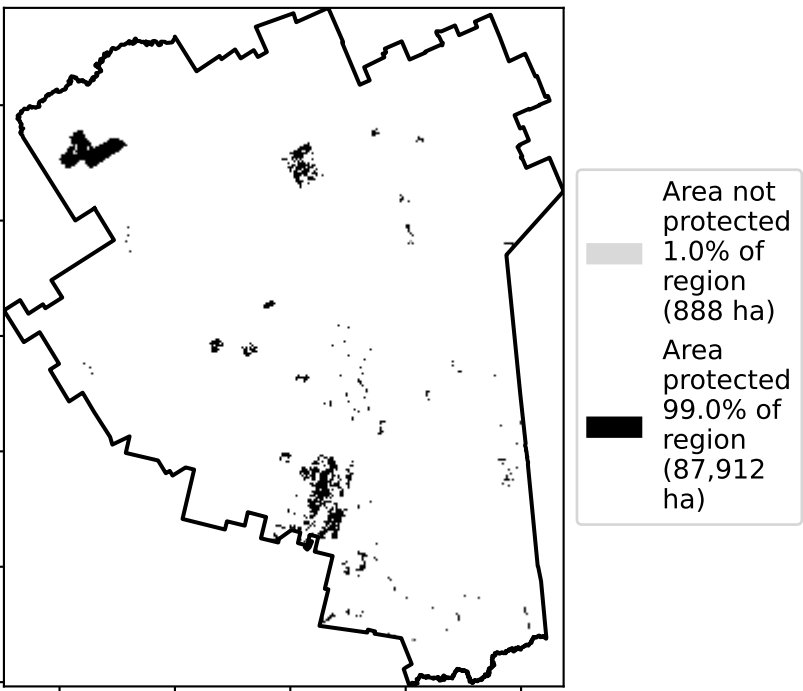 Area not
protected
1.0% of
region
(888 ha)
Area
protected
99.0% of
region
(87,912
ha)